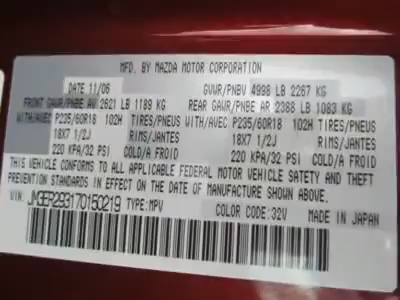 MFD. BY MAZDA MOTOR CORPORATION
DATE 11/06 GVWR/PNBV 4998 LB 2267 KG
FRONT GAWR/PNBE AV 2621 LB 1189 KG REAR GAWR/PNBE AR 2388 LB 1083 KG
WITH/AVEC P235/60R18 102H TIRES/PNEUS WITH/AVEC P235/60R18 102H TIRES/PNEUS
18X7 1/2J RIMS/JANTES 18X7 1/2J RIMS/JANTES
220 KPA/32 PSI COLD/A FROID 220 KPA/32 PSI COLD/A FROID
THIS VEHICLE CONFORMS TO ALL APPLICABLE FEDERAL MOTOR VEHICLE SAFETY AND THEFT
PREVENTION STANDARDS IN EFFECT ON THE DATE OF MANUFACTURE SHOWN ABOVE.
VIN: JM3ER293170150219 TYPE:MPV COLOR CODE:32V MADE IN JAPAN